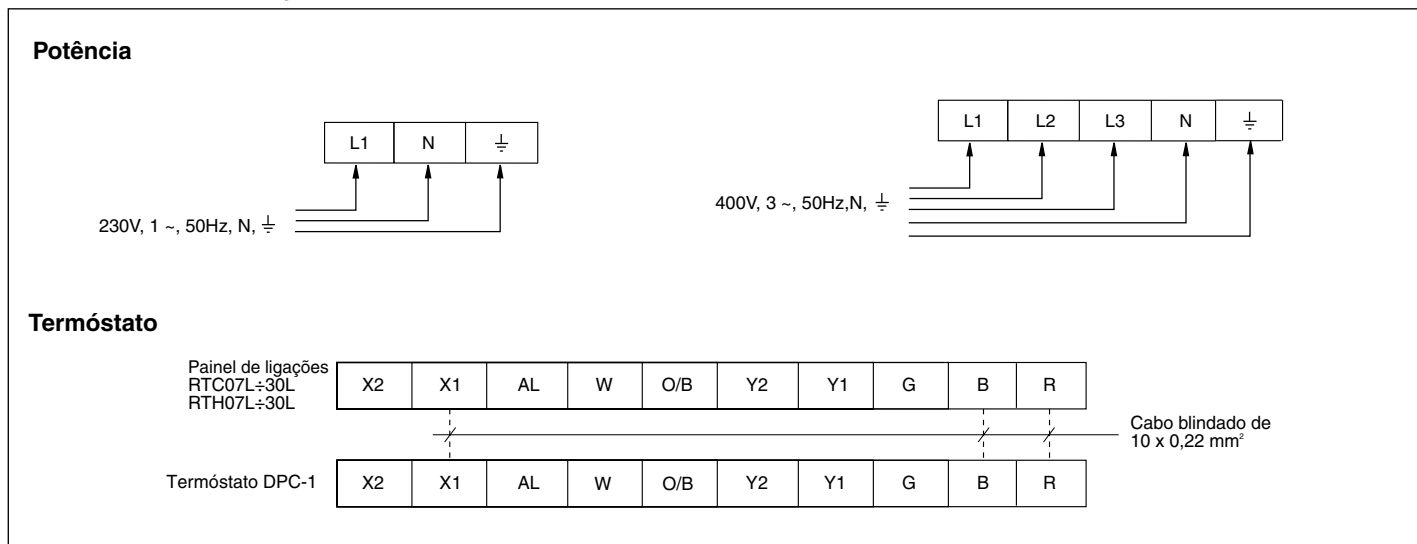 Potência
L1 N ⏚
230V, 1 ~, 50Hz, N, ⏚
L1 L2 L3 N ⏚
400V, 3 ~, 50Hz,N, ⏚
Termóstato
Painel de ligações
RTC07L÷30L
RTH07L÷30L
X2 X1 AL W O/B Y2 Y1 G B R
Cabo blindado de
10 x 0,22 mm²
Termóstato DPC-1
X2 X1 AL W O/B Y2 Y1 G B R